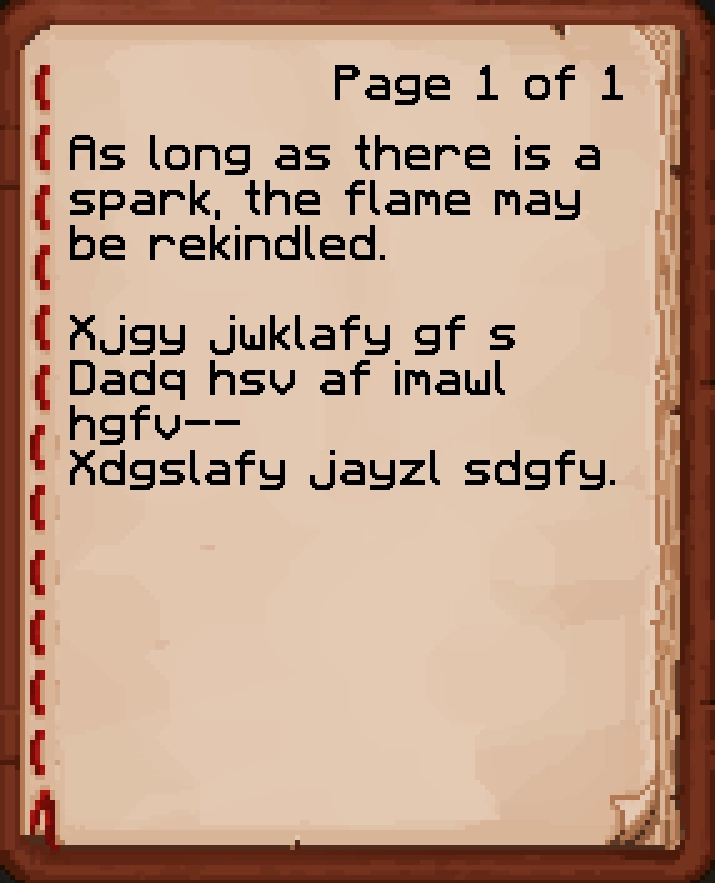 Page 1 of 1
As long as there is a
spark, the flame may
be rekindled.
Xjgy jwklafy gf s
Dadq hsv af imawl
hgfv--
Xdgslafy jayzl sdgfy.